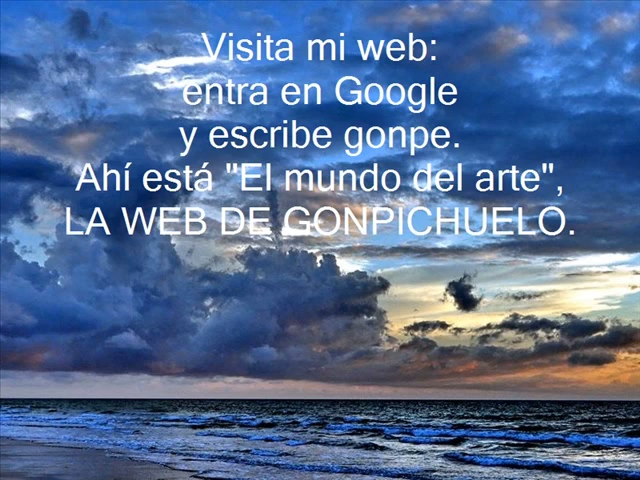 Visita mi web:
entra en Google
y escribe gonpe.
Ahí está "El mundo del arte",
LA WEB DE GONPICHUELO.